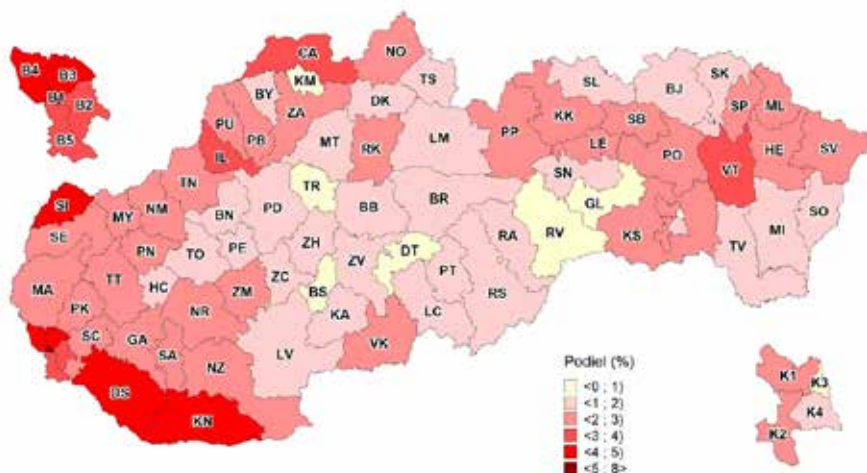 CA
NO
B4
B3
KM
TS
SL
SK
B1
B2
BY
DK
BJ
ZA
SP
ML
PU
PB
KK
SB
B5
MT
RK
LM
PP
LE
PO
HE
SV
IL
VT
TN
SN
SI
TR
GL
MY
NM
BN
PD
BB
BR
SO
SE
RV
KS
MI
PN
TO
PE
ZH
ZV
DT
RA
TV
MA
TT
HC
ZC
PT
PK
NR
ZM
BS
RS
SC
GA
KA
LC
SA
NZ
LV
VK
DS
KN
Podiel (%)
<0 ; 1)
<1 ; 2)
<2 ; 3)
<3 ; 4)
<4 ; 5)
<5 ; 8>
K1
K3
K4
K2